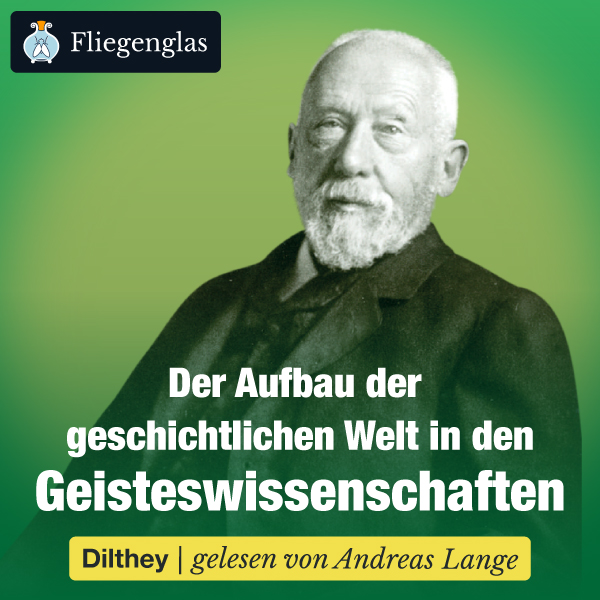 Fliegenglas
Der Aufbau der
geschichtlichen Welt in den
Geisteswissenschaften
Dilthey | gelesen von Andreas Lange